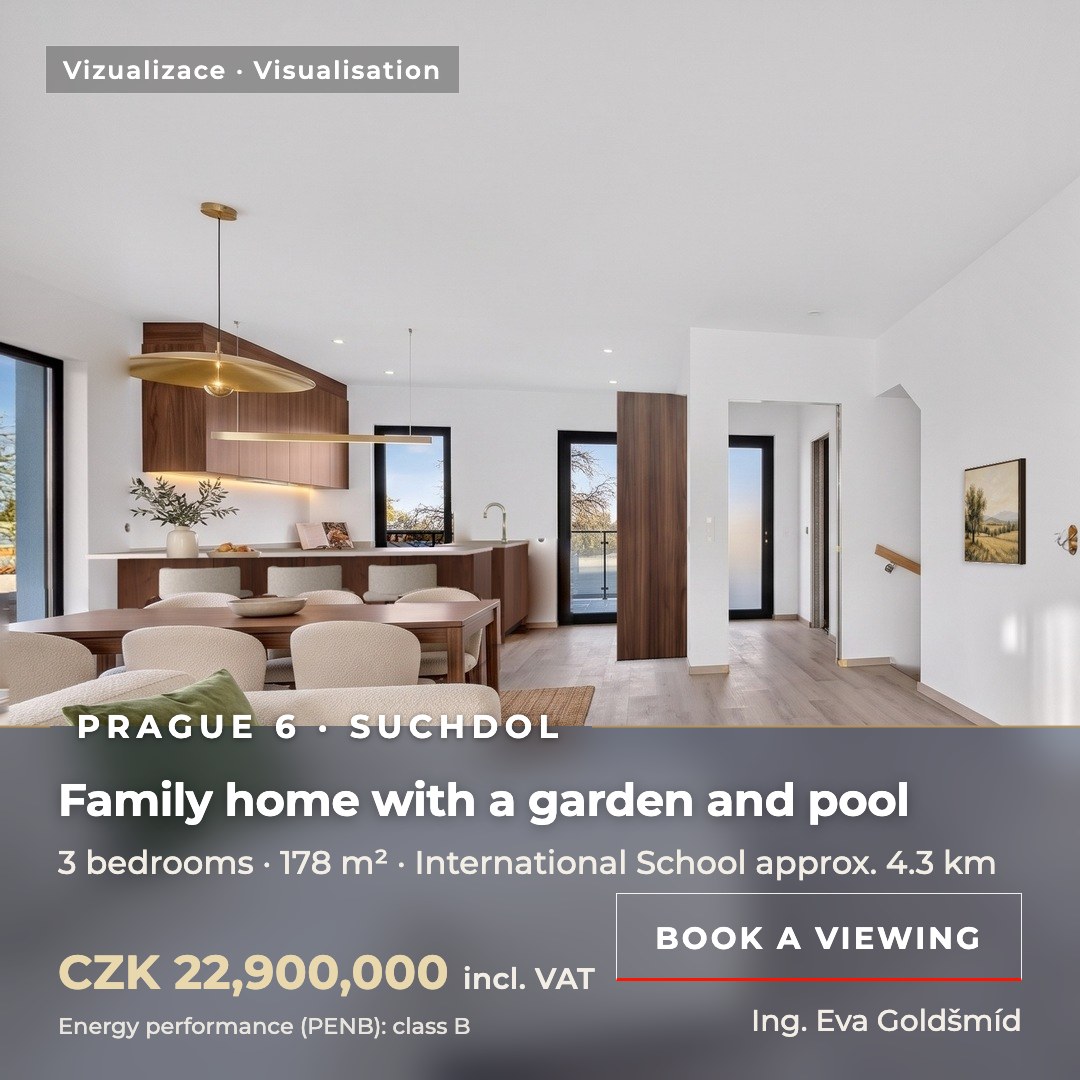 Vizualizace · Visualisation
PRAGUE 6 · SUCHDOL
Family home with a garden and pool
3 bedrooms · 178 m² · International School approx. 4.3 km
BOOK A VIEWING
CZK 22,900,000 incl. VAT
Energy performance (PENB): class B
Ing. Eva Goldšmíd